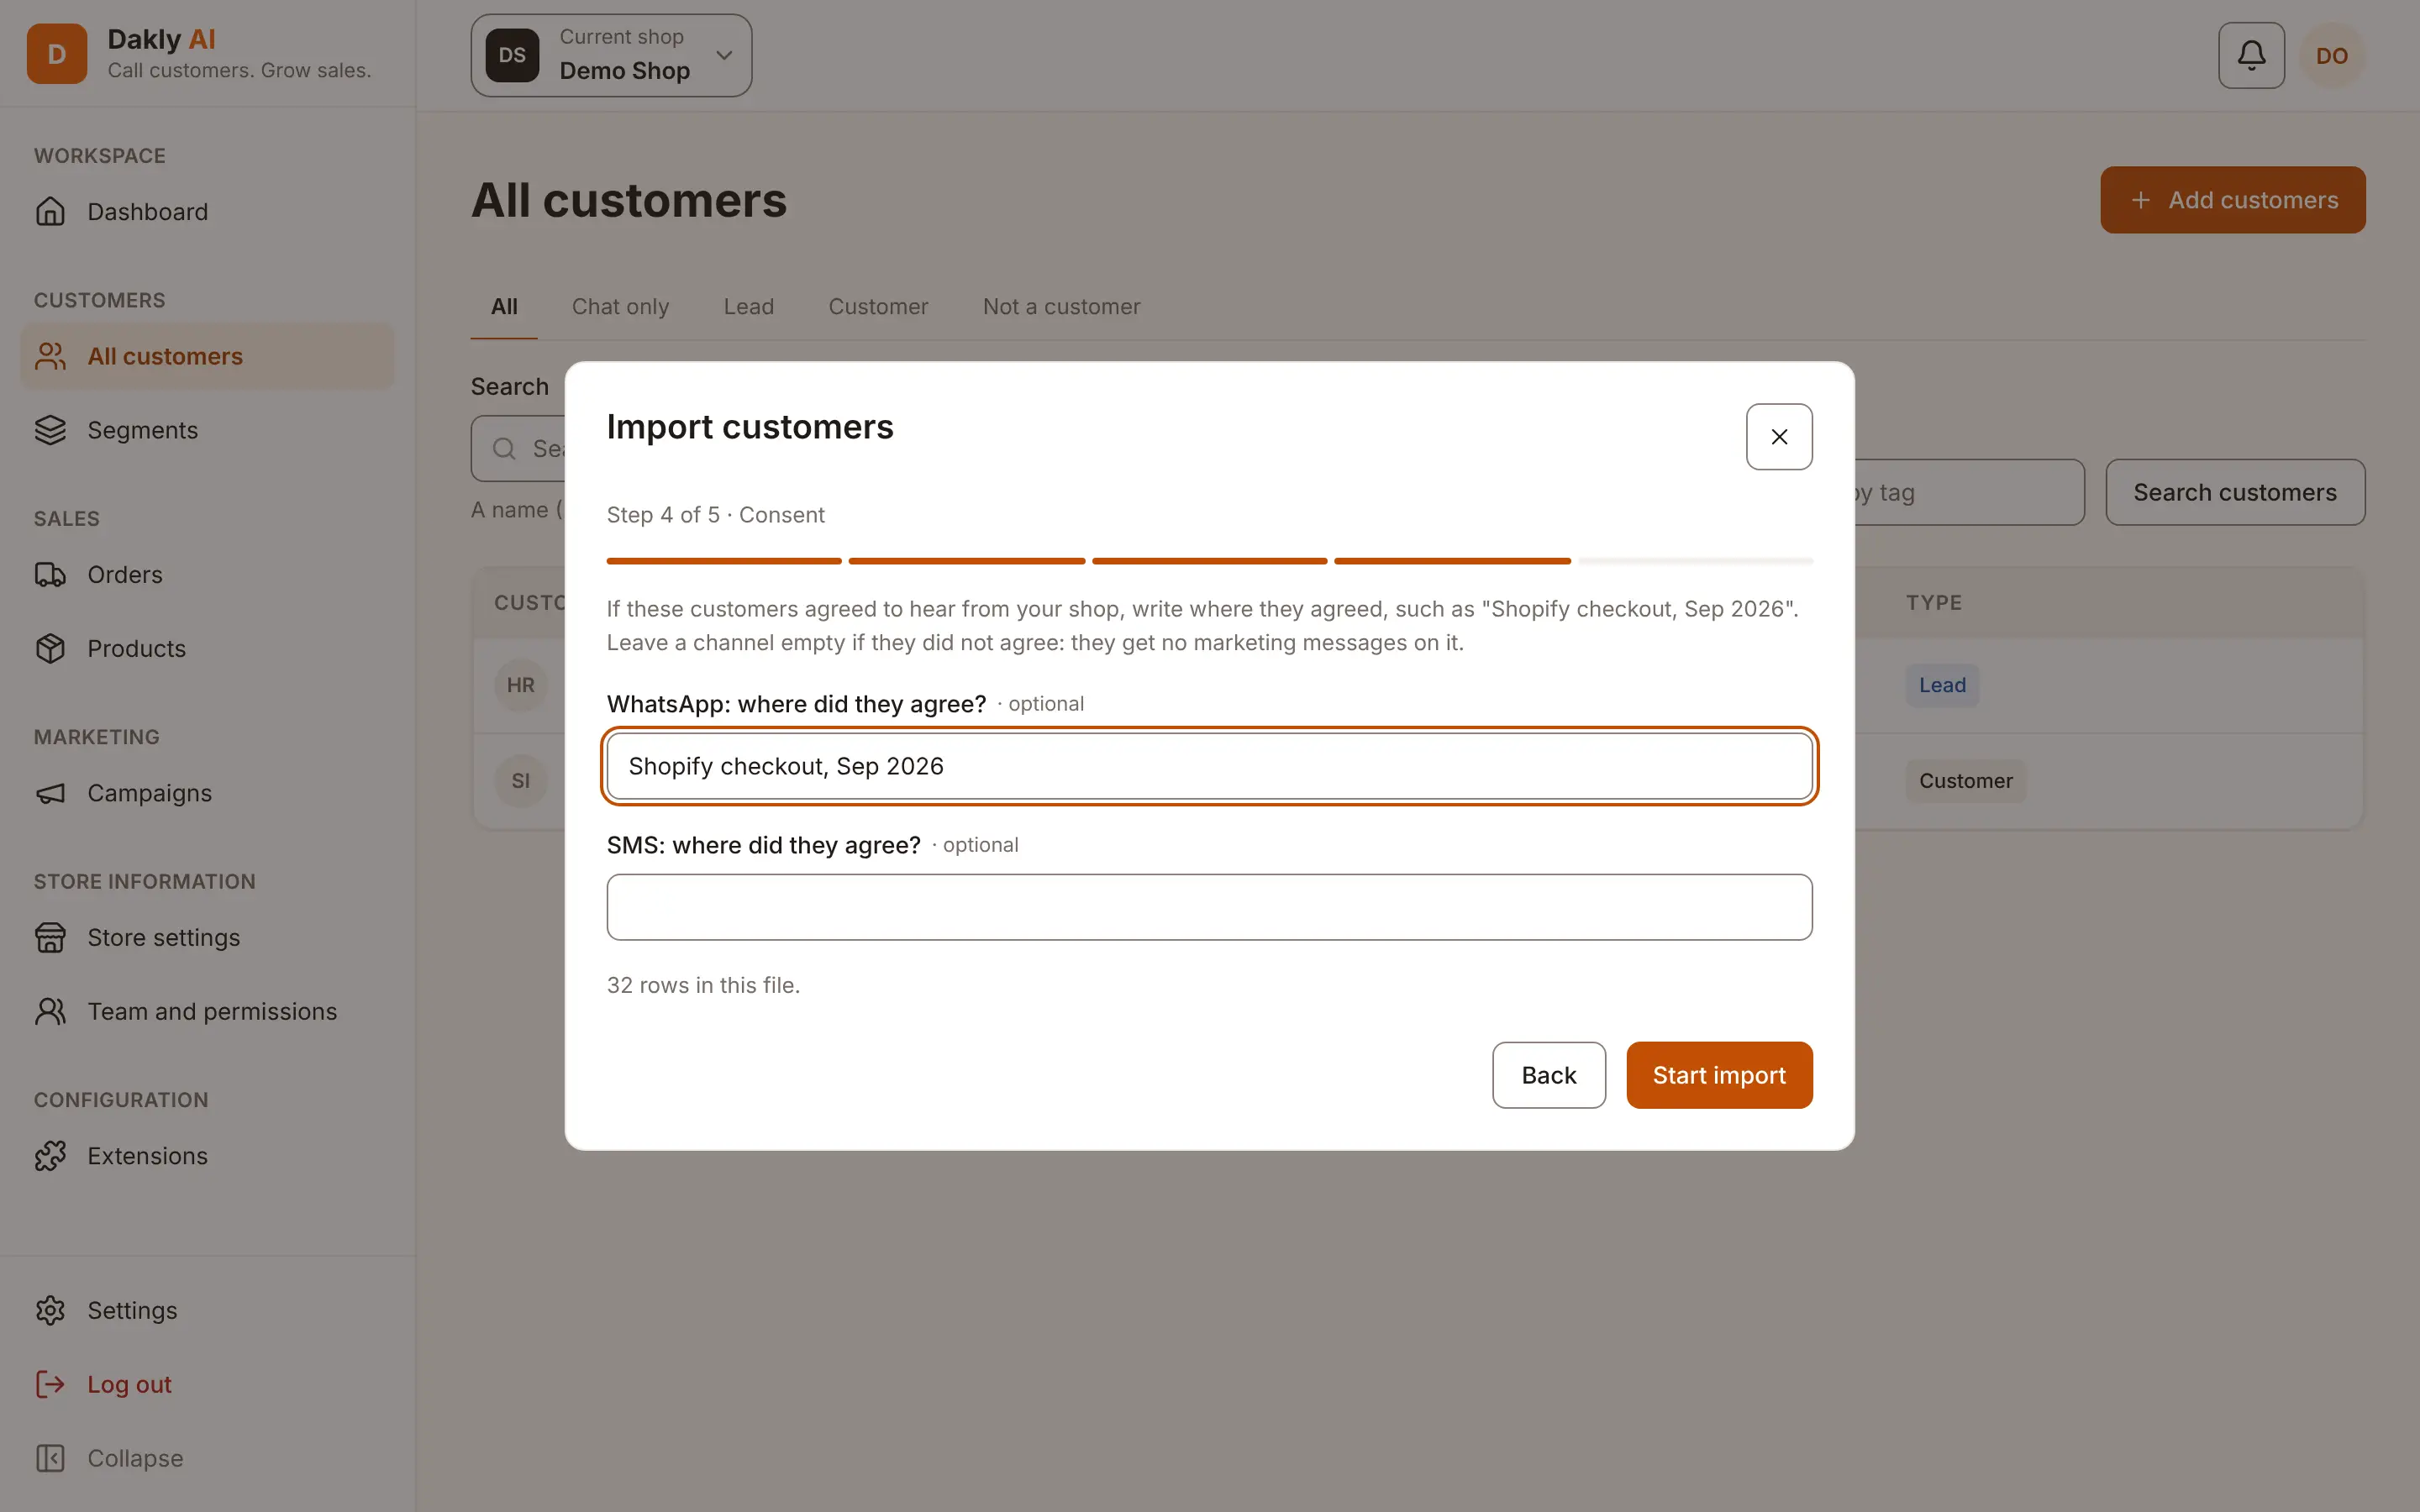 D
Dakly AI
Call customers. Grow sales.
DS
Current shop
Demo Shop
DO
WORKSPACE
Dashboard
CUSTOMERS
All customers
Segments
SALES
Orders
Products
MARKETING
Campaigns
STORE INFORMATION
Store settings
Team and permissions
CONFIGURATION
Extensions
Settings
Log out
Collapse
All customers
+ Add customers
All
Chat only
Lead
Customer
Not a customer
Search
A name (
by tag
Search customers
TYPE
HR
Lead
SI
Customer
Import customers
Step 4 of 5 · Consent
If these customers agreed to hear from your shop, write where they agreed, such as "Shopify checkout, Sep 2026".
Leave a channel empty if they did not agree: they get no marketing messages on it.
WhatsApp: where did they agree? · optional
Shopify checkout, Sep 2026
SMS: where did they agree? · optional
32 rows in this file.
Back
Start import